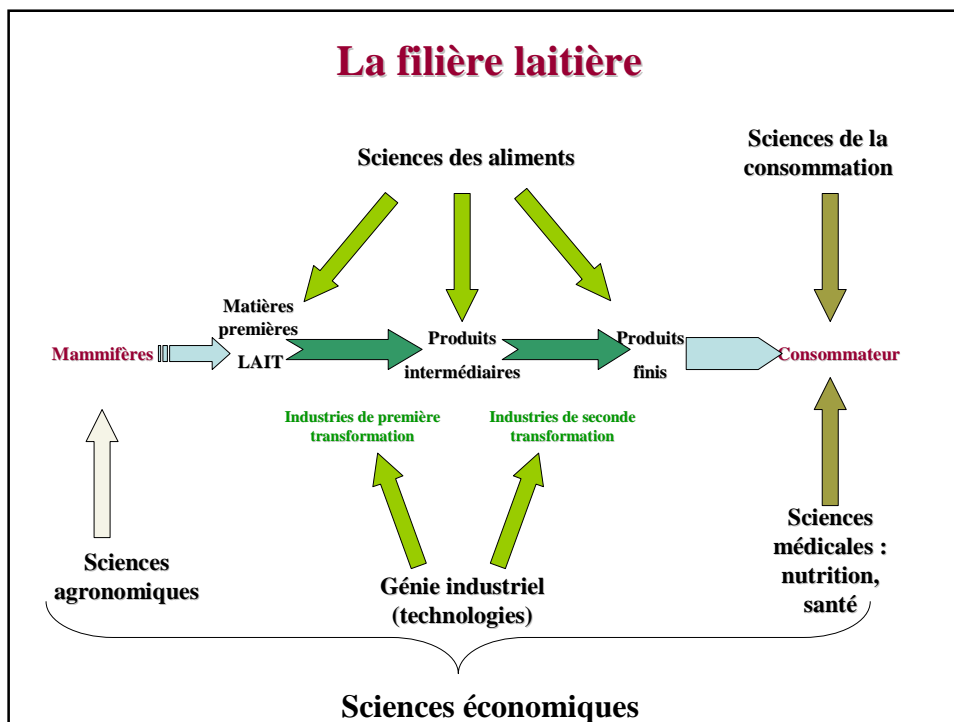 La filière laitière
Sciences des aliments
Sciences de la
consommation
Mammifères
Matières
premières
LAIT
Produits
intermédiaires
Produits
finis
Consommateur
Industries de première
transformation
Industries de seconde
transformation
Sciences
agronomiques
Génie industriel
(technologies)
Sciences
médicales :
nutrition,
santé
Sciences économiques